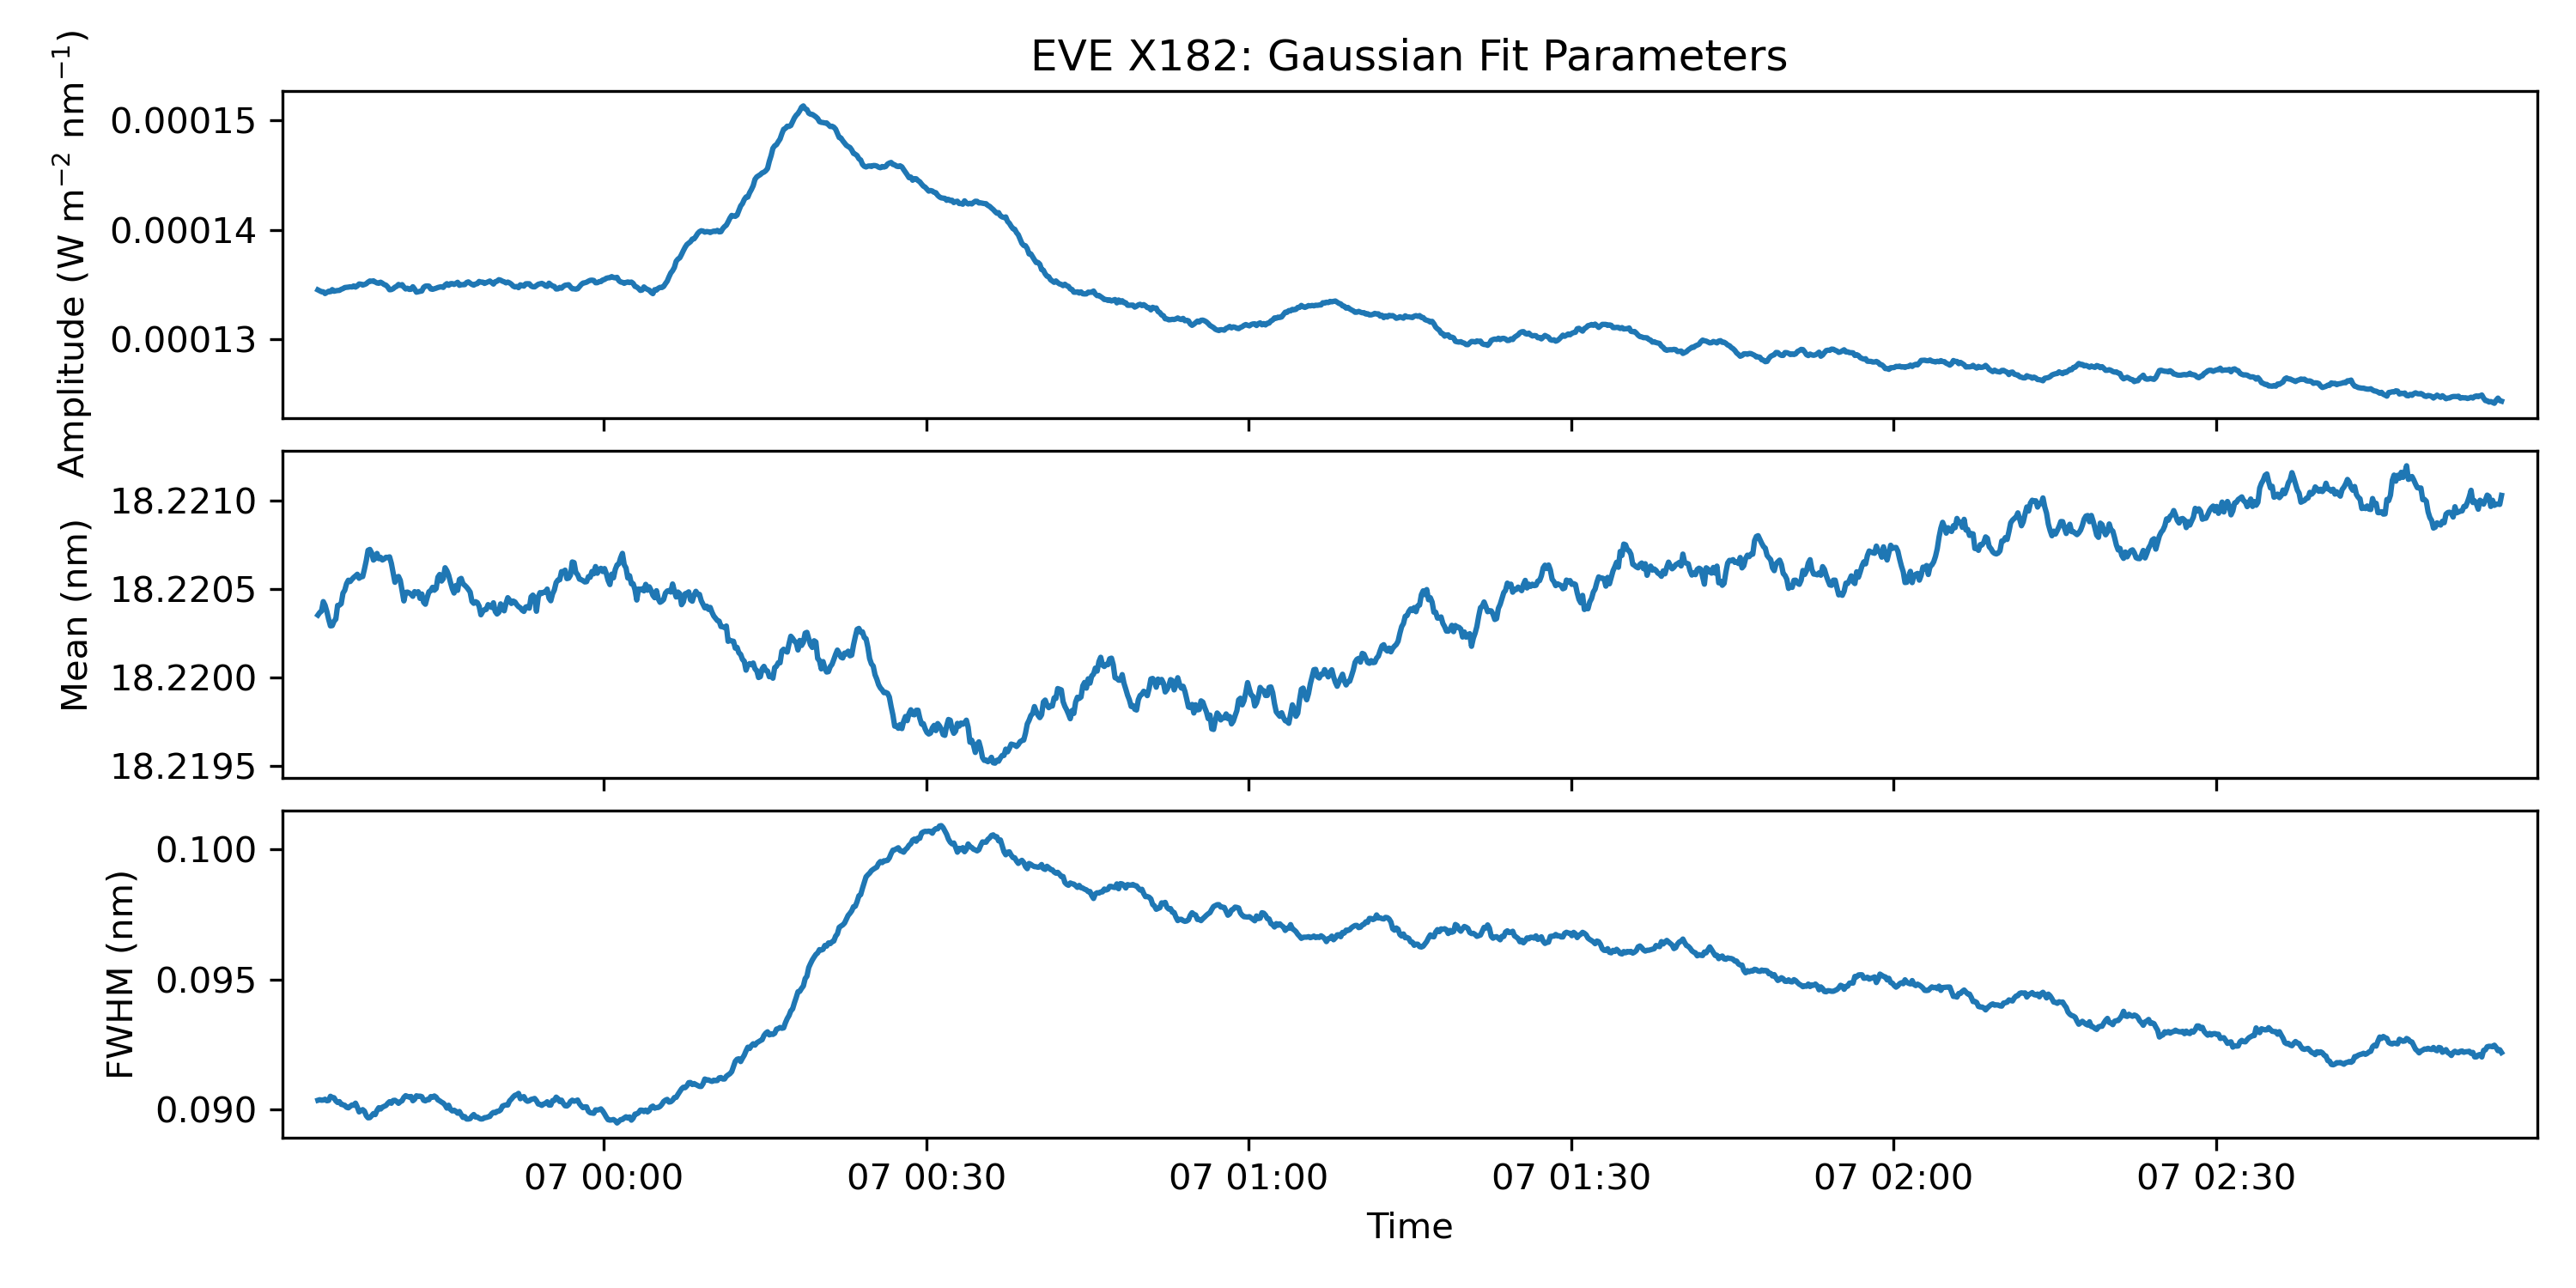 EVE X182: Gaussian Fit Parameters
Amplitude (W m⁻² nm⁻¹)
0.00015
0.00014
0.00013
Mean (nm)
18.2210
18.2205
18.2200
18.2195
FWHM (nm)
0.100
0.095
0.090
07 00:00 07 00:30 07 01:00 07 01:30 07 02:00 07 02:30
Time